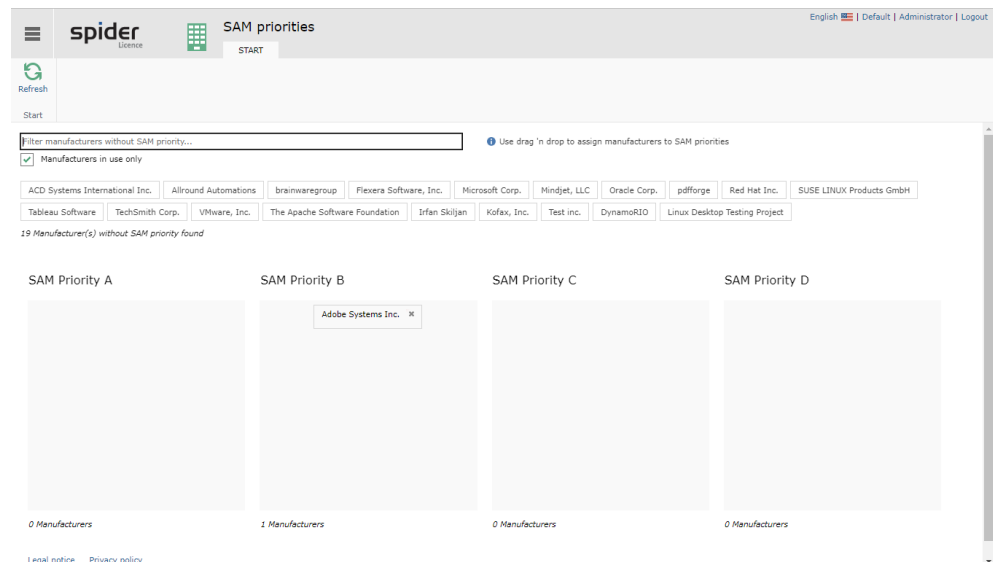 English | Default | Administrator | Logout
spider
Licence
SAM priorities
START
Refresh
Start
Filter manufacturers without SAM priority...
Use drag 'n drop to assign manufacturers to SAM priorities
Manufacturers in use only
ACD Systems International Inc. Allround Automations brainwaregroup Flexera Software, Inc. Microsoft Corp. Mindjet, LLC Oracle Corp. pdfforge Red Hat Inc. SUSE LINUX Products GmbH
Tableau Software TechSmith Corp. VMware, Inc. The Apache Software Foundation Irfan Skiljan Kofax, Inc. Test inc. DynamoRIO Linux Desktop Testing Project
19 Manufacturer(s) without SAM priority found
SAM Priority A SAM Priority B SAM Priority C SAM Priority D
Adobe Systems Inc.
0 Manufacturers 1 Manufacturers 0 Manufacturers 0 Manufacturers
Legal notice Privacy policy